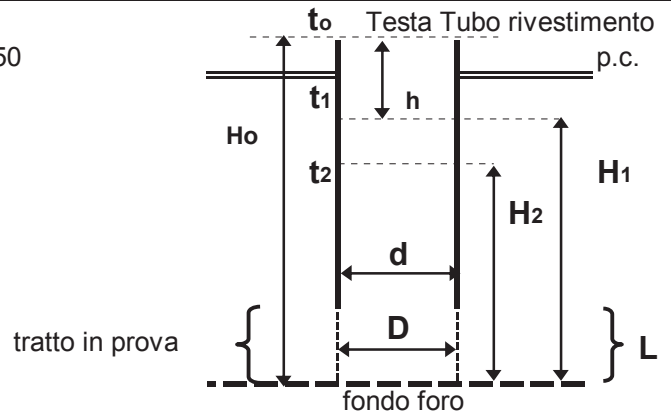 to Testa Tubo rivestimento
50 p.c.
t1 h
Ho
t2 H1
H2
d
tratto in prova D L
fondo foro